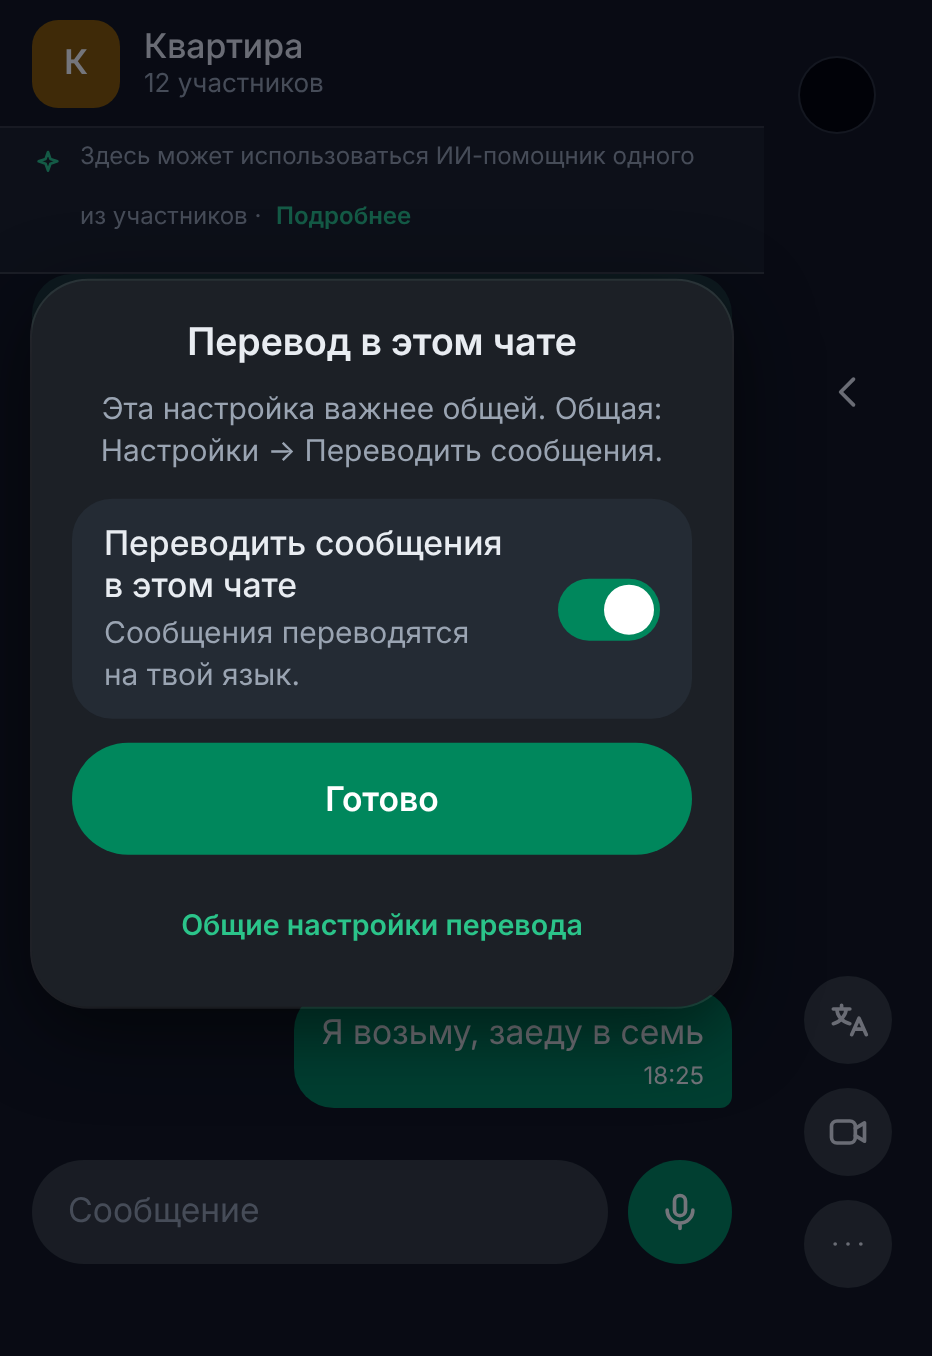 К
Квартира
12 участников
Здесь может использоваться ИИ-помощник одного
из участников · Подробнее
Перевод в этом чате
Эта настройка важнее общей. Общая:
Настройки → Переводить сообщения.
Переводить сообщения
в этом чате
Сообщения переводятся
на твой язык.
Готово
Общие настройки перевода
Я возьму, заеду в семь
18:25
Сообщение